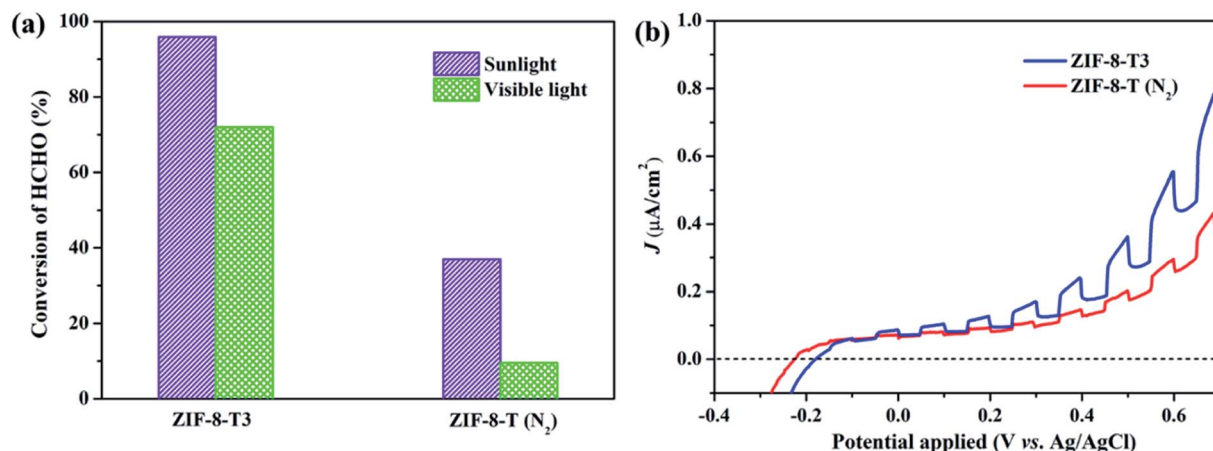 (a)
Conversion of HCHO (%)
100
80
60
40
20
0
Sunlight
Visible light
ZIF-8-T3
ZIF-8-T (N₂)
(b)
J (μA/cm²)
1.0
0.8
0.6
0.4
0.2
0.0
ZIF-8-T3
ZIF-8-T (N₂)
-0.4
-0.2
0.0
0.2
0.4
0.6
Potential applied (V vs. Ag/AgCl)